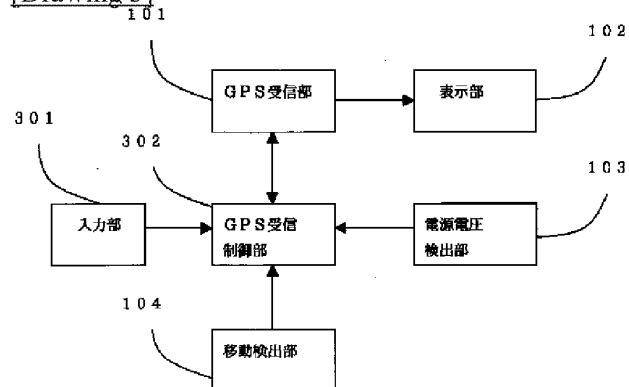 [Drawing 3]
101
102
GPS受信部
表示部
301
302
103
入力部
GPS受信
制御部
電源電圧
検出部
104
移動検出部